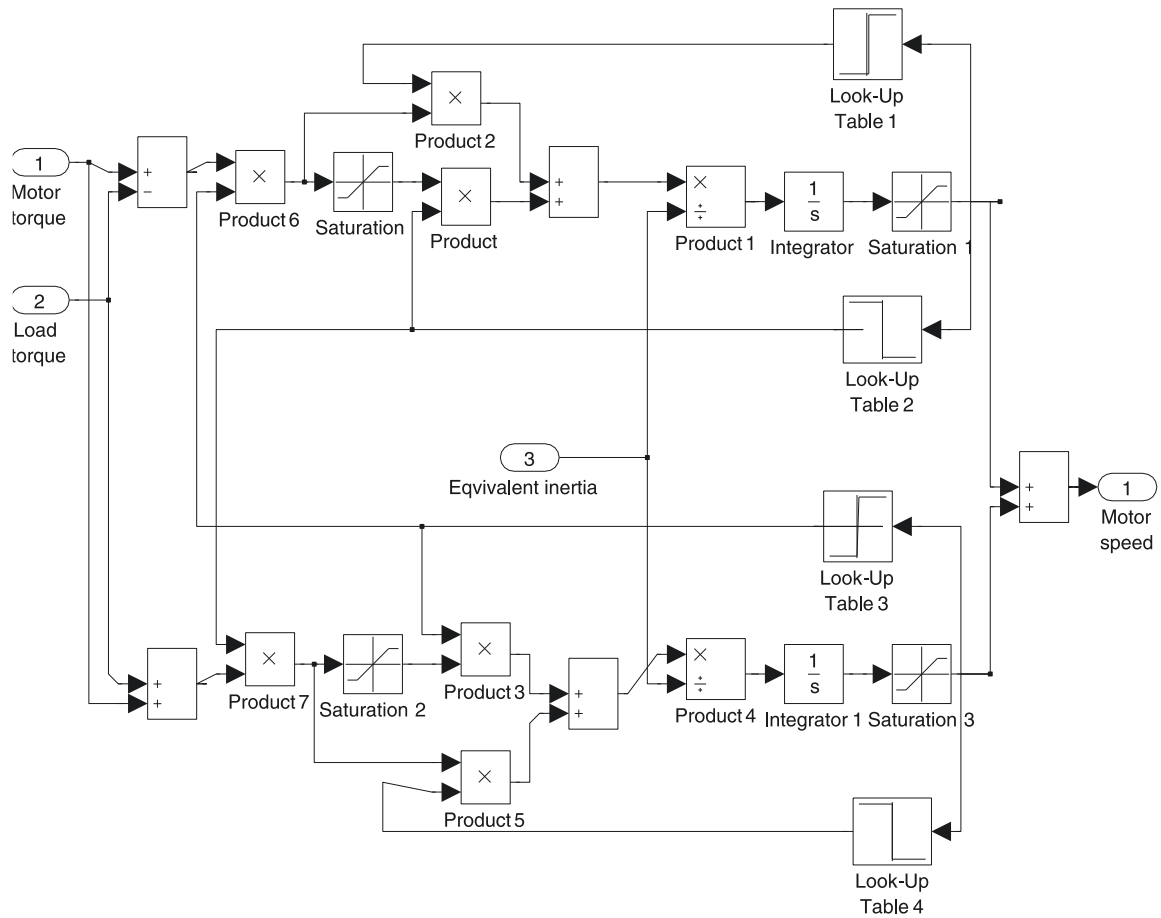 Look-Up
Table 1
×
Product 2
1
Motor
torque
+
−
×
Product 6
Saturation
×
Product
+
+
×
÷
Product 1
1
s
Integrator
Saturation 1
2
Load
torque
Look-Up
Table 2
3
Eqvivalent inertia
+
+
1
Motor
speed
Look-Up
Table 3
+
+
×
Product 7
Saturation 2
×
Product 3
+
+
×
÷
Product 4
1
s
Integrator 1
Saturation 3
×
Product 5
Look-Up
Table 4